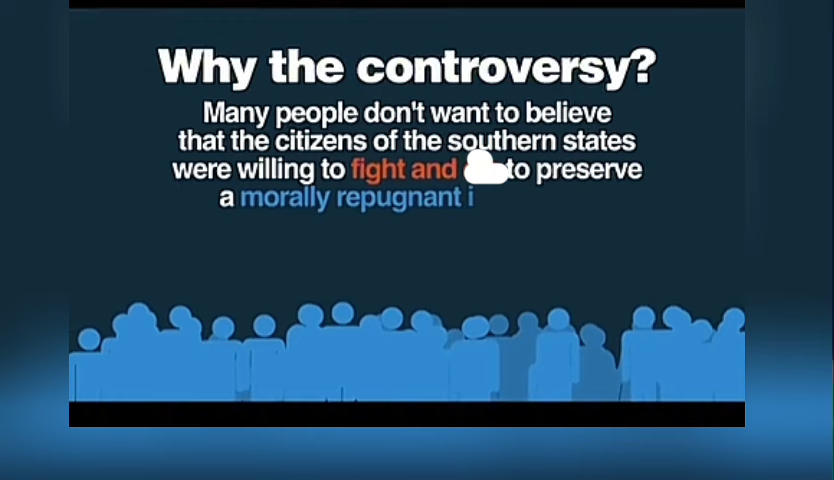 Why the controversy?
Many people don't want to believe
that the citizens of the southern states
were willing to fight and to preserve
a morally repugnant i